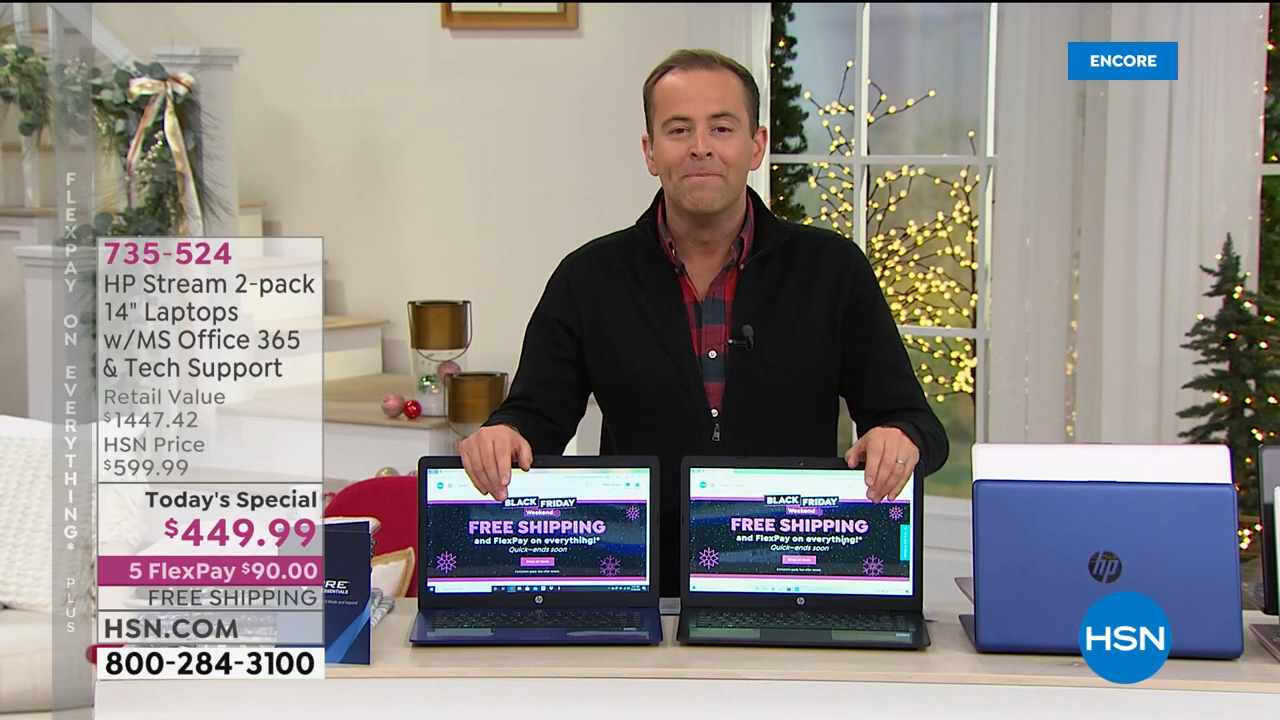 ENCORE
FLEXPAY ON EVERYTHING!* PLUS
735-524
HP Stream 2-pack
14" Laptops
w/MS Office 365
& Tech Support
Retail Value
$1447.42
HSN Price
$599.99
Today's Special
$449.99
5 FlexPay $90.00
FREE SHIPPING
HSN.COM
800-284-3100
BLACK FRIDAY
Weekend
FREE SHIPPING
and FlexPay on everything!*
Quick-ends soon
BLACK FRIDAY
Weekend
FREE SHIPPING
and FlexPay on everything!*
Quick-ends soon
hp
HSN